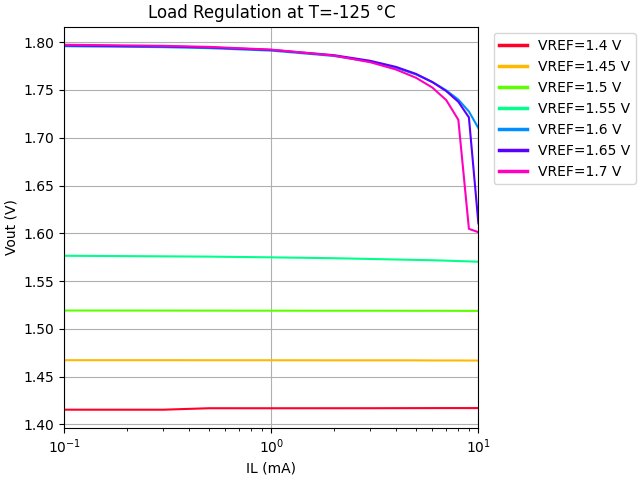 Load Regulation at T=-125 °C
Vout (V)
1.80
1.75
1.70
1.65
1.60
1.55
1.50
1.45
1.40
10⁻¹
10⁰
10¹
IL (mA)
VREF=1.4 V
VREF=1.45 V
VREF=1.5 V
VREF=1.55 V
VREF=1.6 V
VREF=1.65 V
VREF=1.7 V